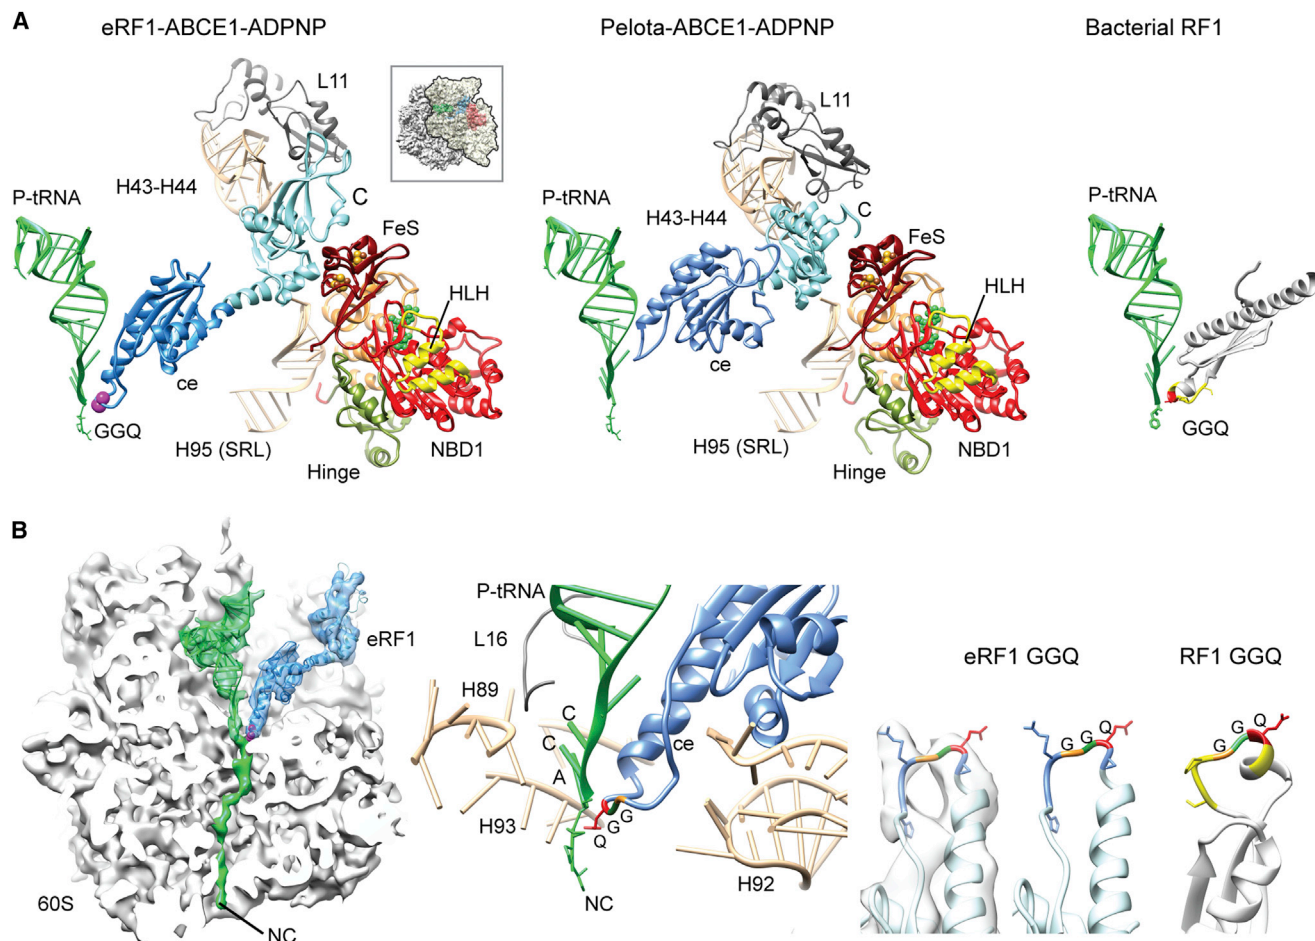 A
eRF1-ABCE1-ADPNP
Pelota-ABCE1-ADPNP
Bacterial RF1
L11
H43-H44
P-tRNA
C
FeS
HLH
ce
GGQ
H95 (SRL)
NBD1
Hinge
L11
P-tRNA
H43-H44
C
FeS
HLH
ce
H95 (SRL)
NBD1
Hinge
P-tRNA
GGQ
B
eRF1
60S
NC
P-tRNA
L16
H89
C
C
A
ce
H93
Q
G
G
H92
NC
eRF1 GGQ
RF1 GGQ
G
G
Q
G
G
Q